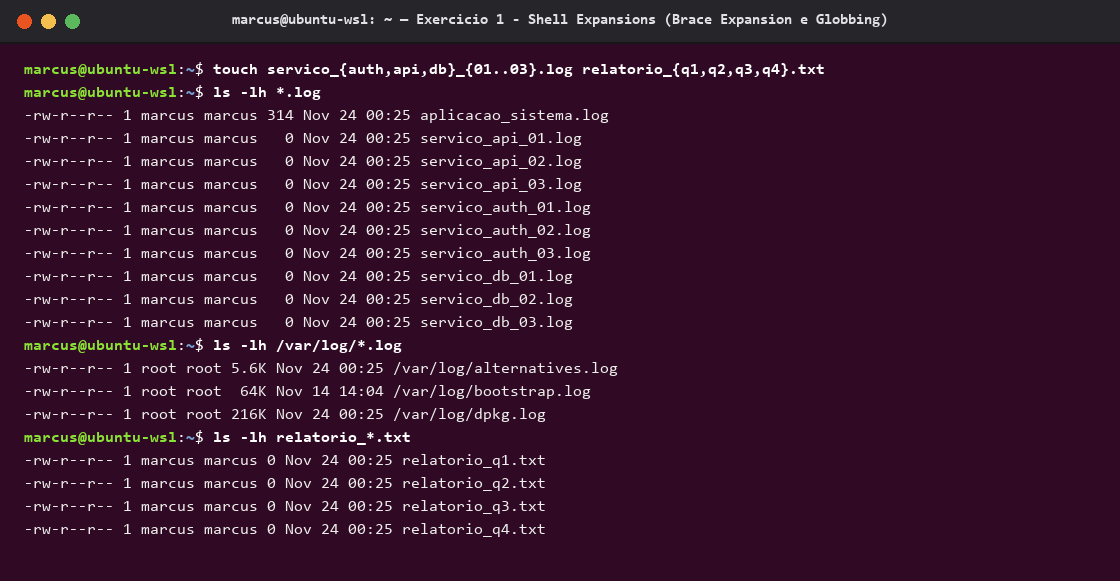 marcus@ubuntu-wsl: ~ — Exercicio 1 - Shell Expansions (Brace Expansion e Globbing)
marcus@ubuntu-wsl:~$ touch servico_{auth,api,db}_{01..03}.log relatorio_{q1,q2,q3,q4}.txt
marcus@ubuntu-wsl:~$ ls -lh *.log
-rw-r--r-- 1 marcus marcus 314 Nov 24 00:25 aplicacao_sistema.log
-rw-r--r-- 1 marcus marcus   0 Nov 24 00:25 servico_api_01.log
-rw-r--r-- 1 marcus marcus   0 Nov 24 00:25 servico_api_02.log
-rw-r--r-- 1 marcus marcus   0 Nov 24 00:25 servico_api_03.log
-rw-r--r-- 1 marcus marcus   0 Nov 24 00:25 servico_auth_01.log
-rw-r--r-- 1 marcus marcus   0 Nov 24 00:25 servico_auth_02.log
-rw-r--r-- 1 marcus marcus   0 Nov 24 00:25 servico_auth_03.log
-rw-r--r-- 1 marcus marcus   0 Nov 24 00:25 servico_db_01.log
-rw-r--r-- 1 marcus marcus   0 Nov 24 00:25 servico_db_02.log
-rw-r--r-- 1 marcus marcus   0 Nov 24 00:25 servico_db_03.log
marcus@ubuntu-wsl:~$ ls -lh /var/log/*.log
-rw-r--r-- 1 root root 5.6K Nov 24 00:25 /var/log/alternatives.log
-rw-r--r-- 1 root root  64K Nov 14 14:04 /var/log/bootstrap.log
-rw-r--r-- 1 root root 216K Nov 24 00:25 /var/log/dpkg.log
marcus@ubuntu-wsl:~$ ls -lh relatorio_*.txt
-rw-r--r-- 1 marcus marcus 0 Nov 24 00:25 relatorio_q1.txt
-rw-r--r-- 1 marcus marcus 0 Nov 24 00:25 relatorio_q2.txt
-rw-r--r-- 1 marcus marcus 0 Nov 24 00:25 relatorio_q3.txt
-rw-r--r-- 1 marcus marcus 0 Nov 24 00:25 relatorio_q4.txt